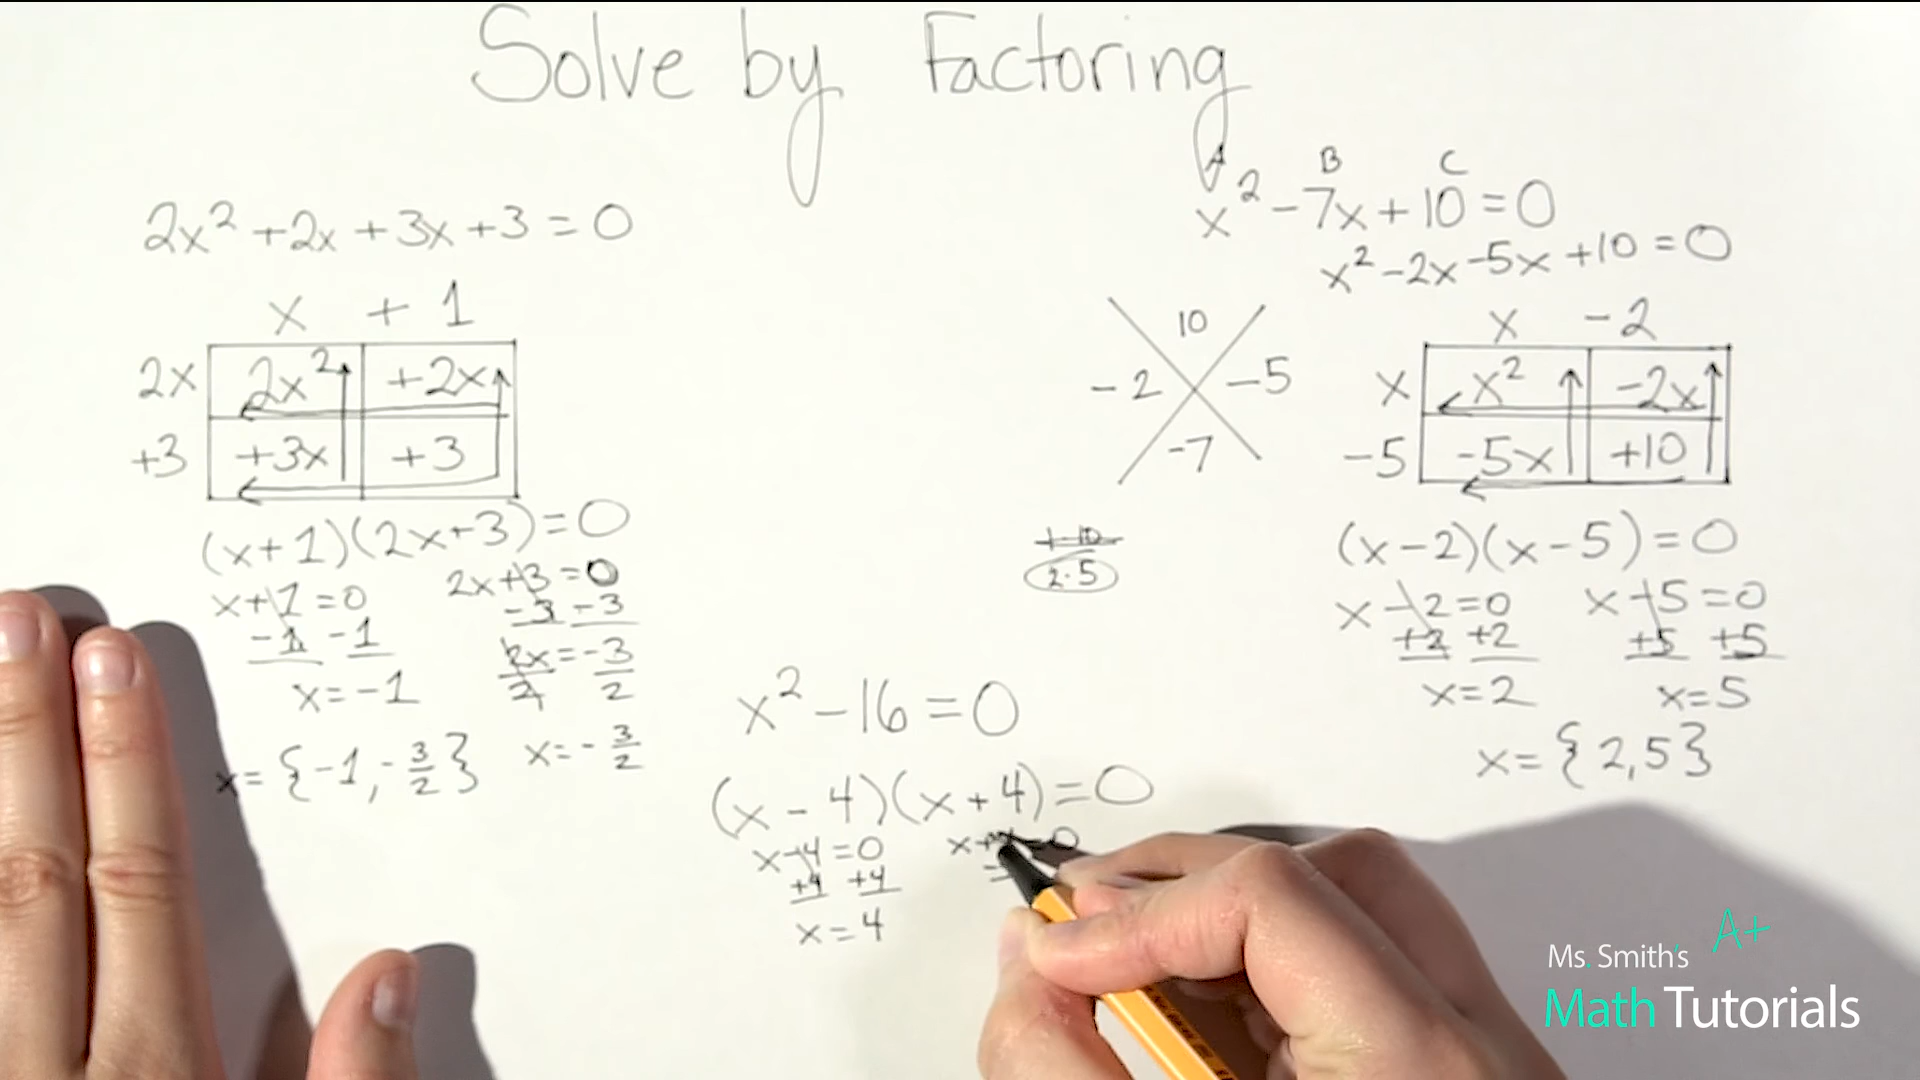 Solve by Factoring
2x² + 2x + 3x + 3 = 0
x + 1
2x 2x² +2x
+3 +3x +3
(x+1)(2x+3) = 0
x+1 = 0
-1 -1
x = -1
2x+3 = 0
-3 -3
2x = -3
2 2
x = -3/2
x = {-1, -3/2}
A B C
x² - 7x + 10 = 0
x² - 2x - 5x + 10 = 0
10
-2 -5
-7
1·10
2·5
x -2
x x² -2x
-5 -5x +10
(x-2)(x-5) = 0
x-2 = 0
+2 +2
x = 2
x-5 = 0
+5 +5
x = 5
x = {2,5}
x² - 16 = 0
(x - 4)(x + 4) = 0
x-4 = 0
+4 +4
x = 4
Ms. Smith's A+
Math Tutorials